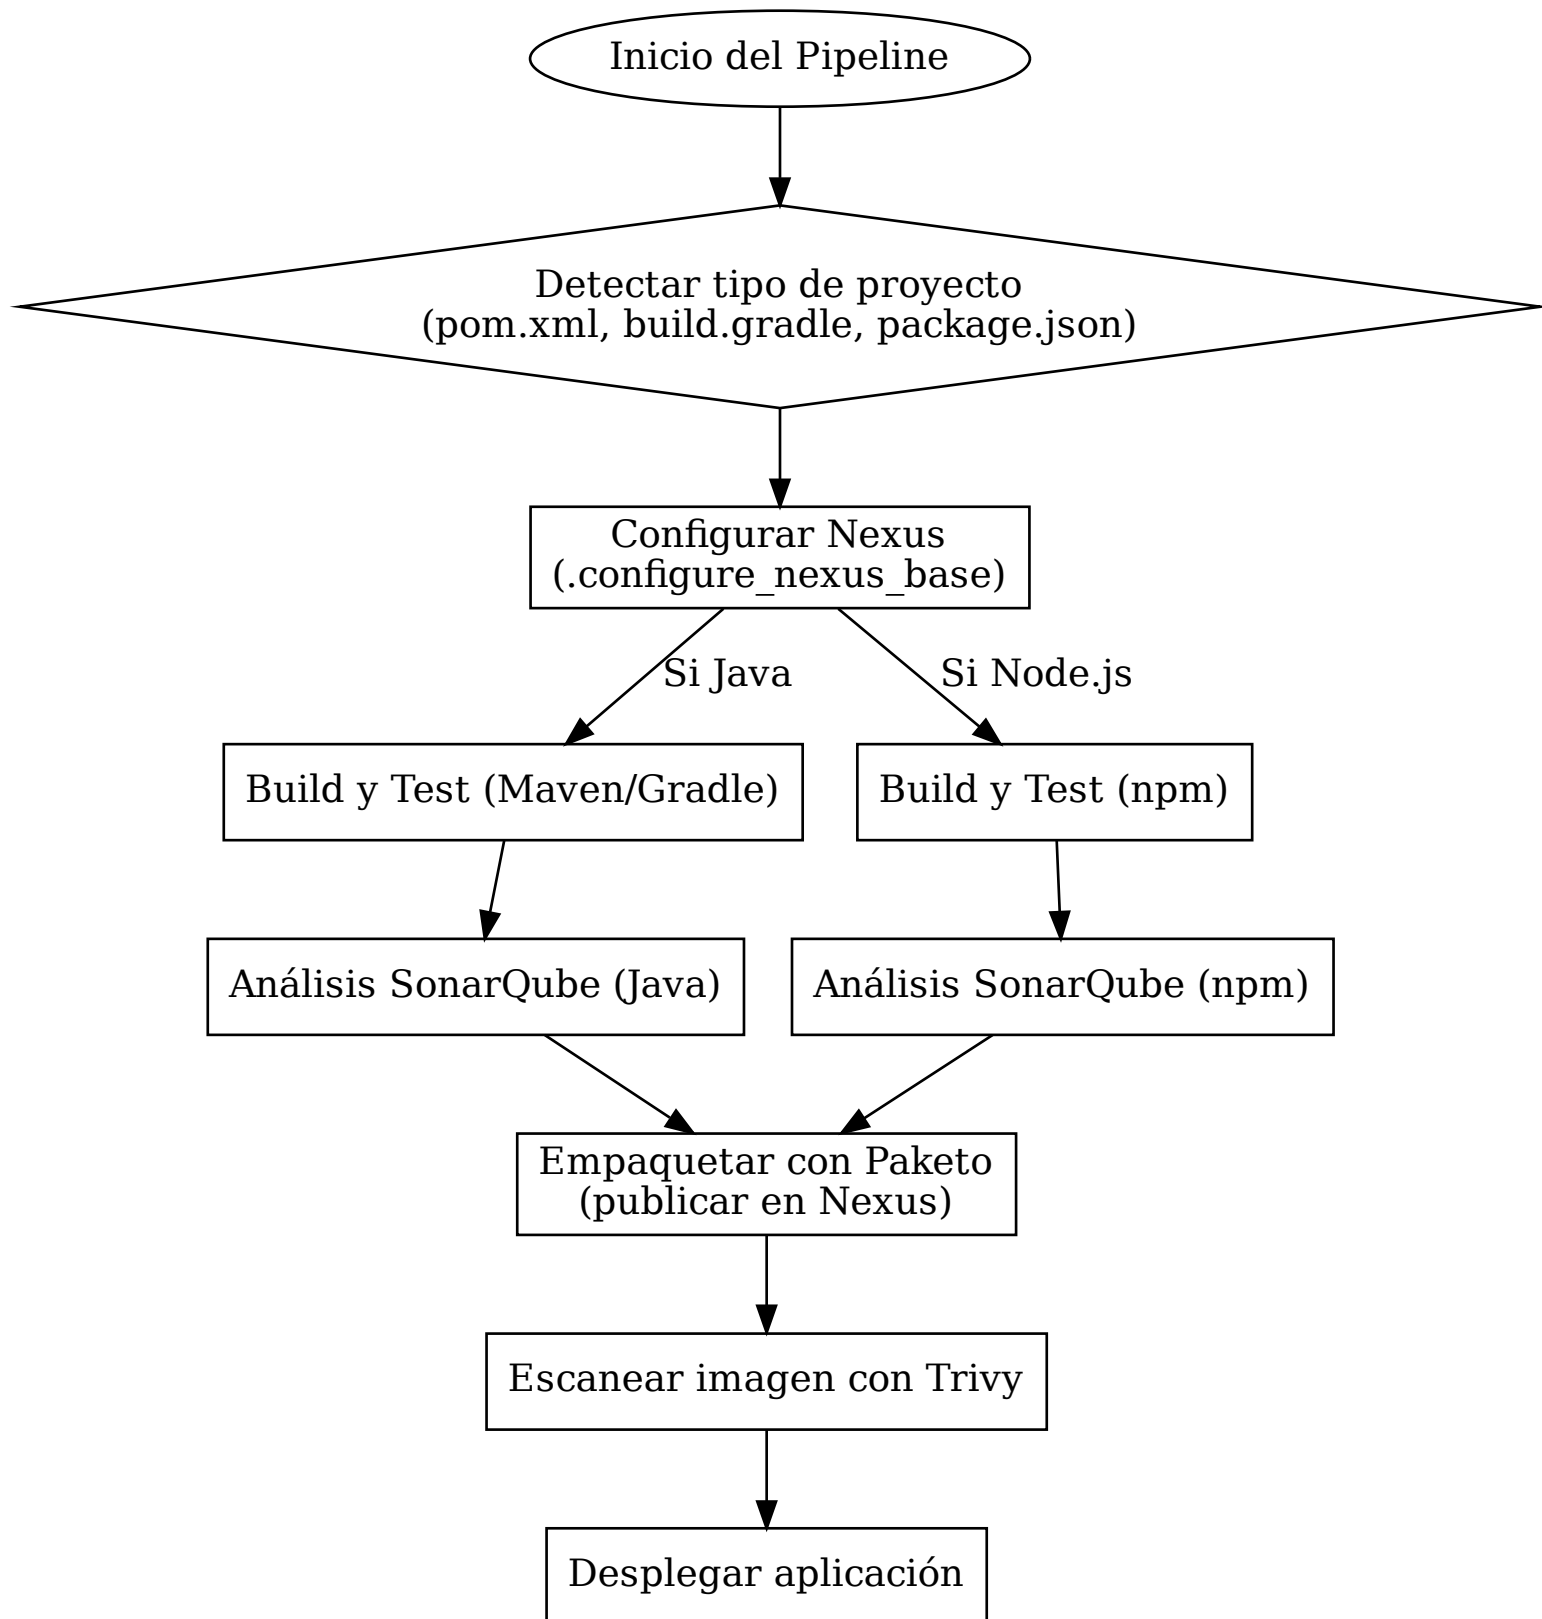 Inicio del Pipeline
Detectar tipo de proyecto
(pom.xml, build.gradle, package.json)
Configurar Nexus
(.configure_nexus_base)
Si Java
Si Node.js
Build y Test (Maven/Gradle)
Build y Test (npm)
Análisis SonarQube (Java)
Análisis SonarQube (npm)
Empaquetar con Paketo
(publicar en Nexus)
Escanear imagen con Trivy
Desplegar aplicación